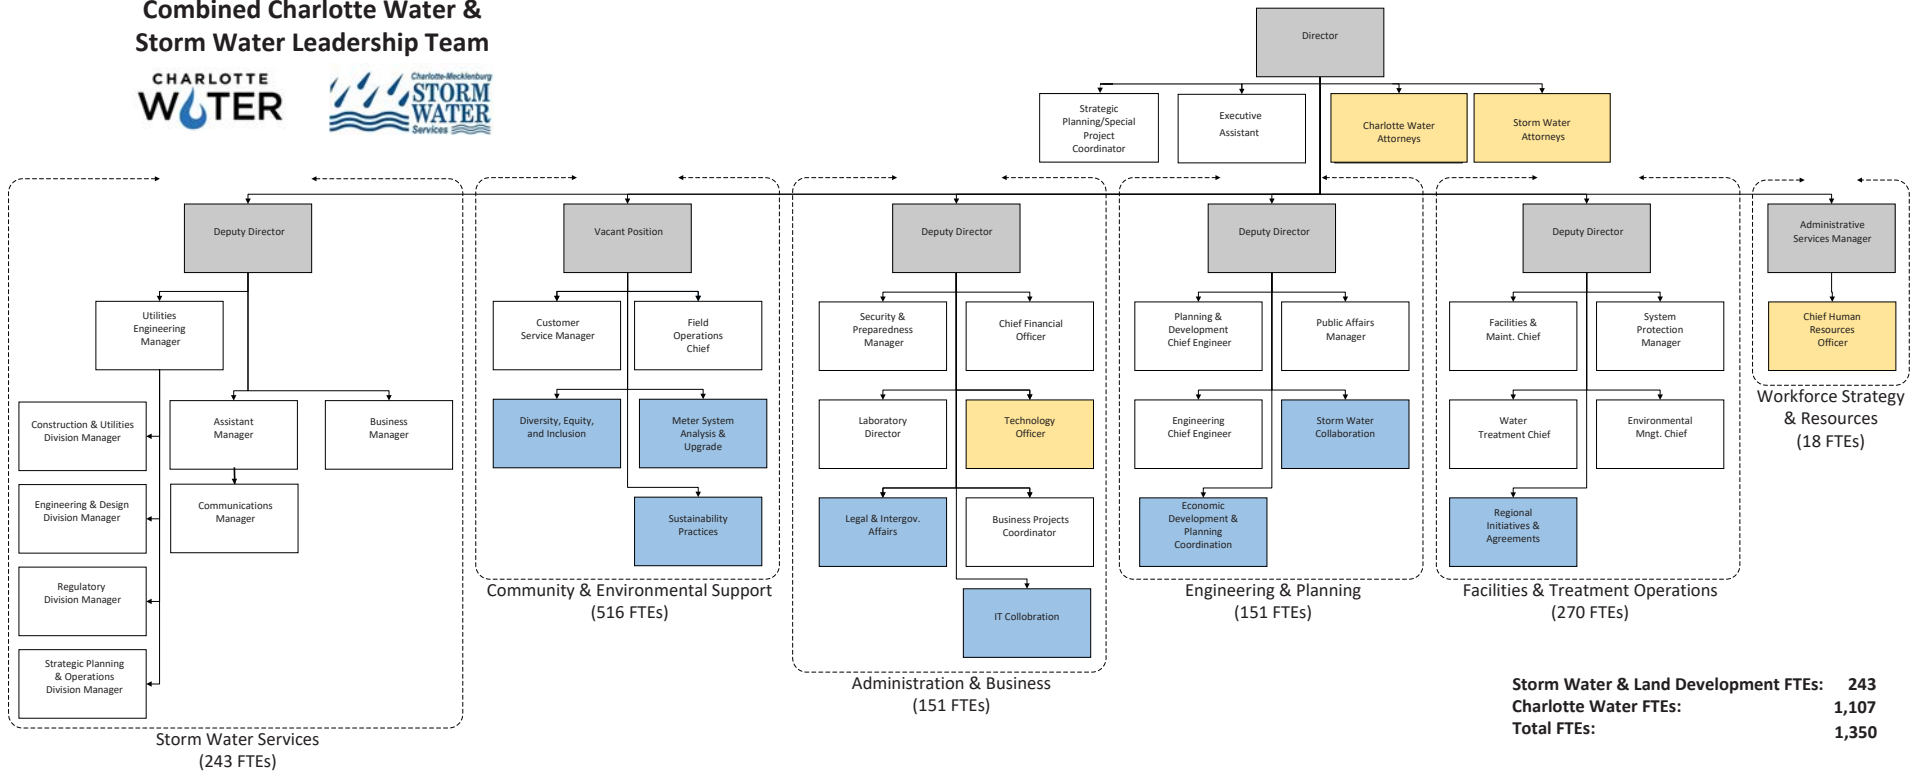 Combined Charlotte Water &
Storm Water Leadership Team
CHARLOTTE
WATER
Charlotte-Mecklenburg
STORM
WATER
Services
Director
Strategic
Planning/Special
Project
Coordinator
Executive
Assistant
Charlotte Water
Attorneys
Storm Water
Attorneys
Deputy Director
Utilities
Engineering
Manager
Construction & Utilities
Division Manager
Engineering & Design
Division Manager
Regulatory
Division Manager
Strategic Planning
& Operations
Division Manager
Assistant
Manager
Business
Manager
Communications
Manager
Storm Water Services
(243 FTEs)
Vacant Position
Customer
Service Manager
Field
Operations
Chief
Diversity, Equity,
and Inclusion
Meter System
Analysis &
Upgrade
Sustainability
Practices
Community & Environmental Support
(516 FTEs)
Deputy Director
Security &
Preparedness
Manager
Chief Financial
Officer
Laboratory
Director
Technology
Officer
Legal & Intergov.
Affairs
Business Projects
Coordinator
IT Collobration
Administration & Business
(151 FTEs)
Deputy Director
Planning &
Development
Chief Engineer
Public Affairs
Manager
Engineering
Chief Engineer
Storm Water
Collaboration
Economic
Development &
Planning
Coordination
Engineering & Planning
(151 FTEs)
Deputy Director
Facilities &
Maint. Chief
System
Protection
Manager
Water
Treatment Chief
Environmental
Mngt. Chief
Regional
Initiatives &
Agreements
Facilities & Treatment Operations
(270 FTEs)
Administrative
Services Manager
Chief Human
Resources
Officer
Workforce Strategy
& Resources
(18 FTEs)
Storm Water & Land Development FTEs: 243
Charlotte Water FTEs: 1,107
Total FTEs: 1,350